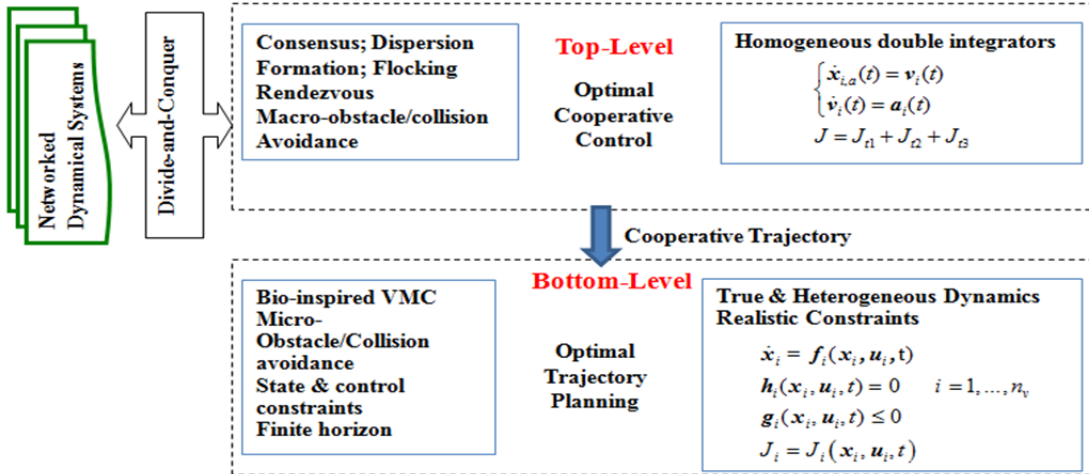 Networked
Dynamical Systems
Divide-and-Conquer
Consensus; Dispersion
Formation; Flocking
Rendezvous
Macro-obstacle/collision
Avoidance
Top-Level
Optimal
Cooperative
Control
Homogeneous double integrators
ẋ_{i,a}(t) = v_i(t)
v̇_i(t) = a_i(t)
J = J_{t1} + J_{t2} + J_{t3}
Cooperative Trajectory
Bio-inspired VMC
Micro-
Obstacle/Collision
avoidance
State & control
constraints
Finite horizon
Bottom-Level
Optimal
Trajectory
Planning
True & Heterogeneous Dynamics
Realistic Constraints
ẋ_i = f_i(x_i, u_i, t)
h_i(x_i, u_i, t) = 0 i = 1, ..., n_v
g_i(x_i, u_i, t) ≤ 0
J_i = J_i(x_i, u_i, t)